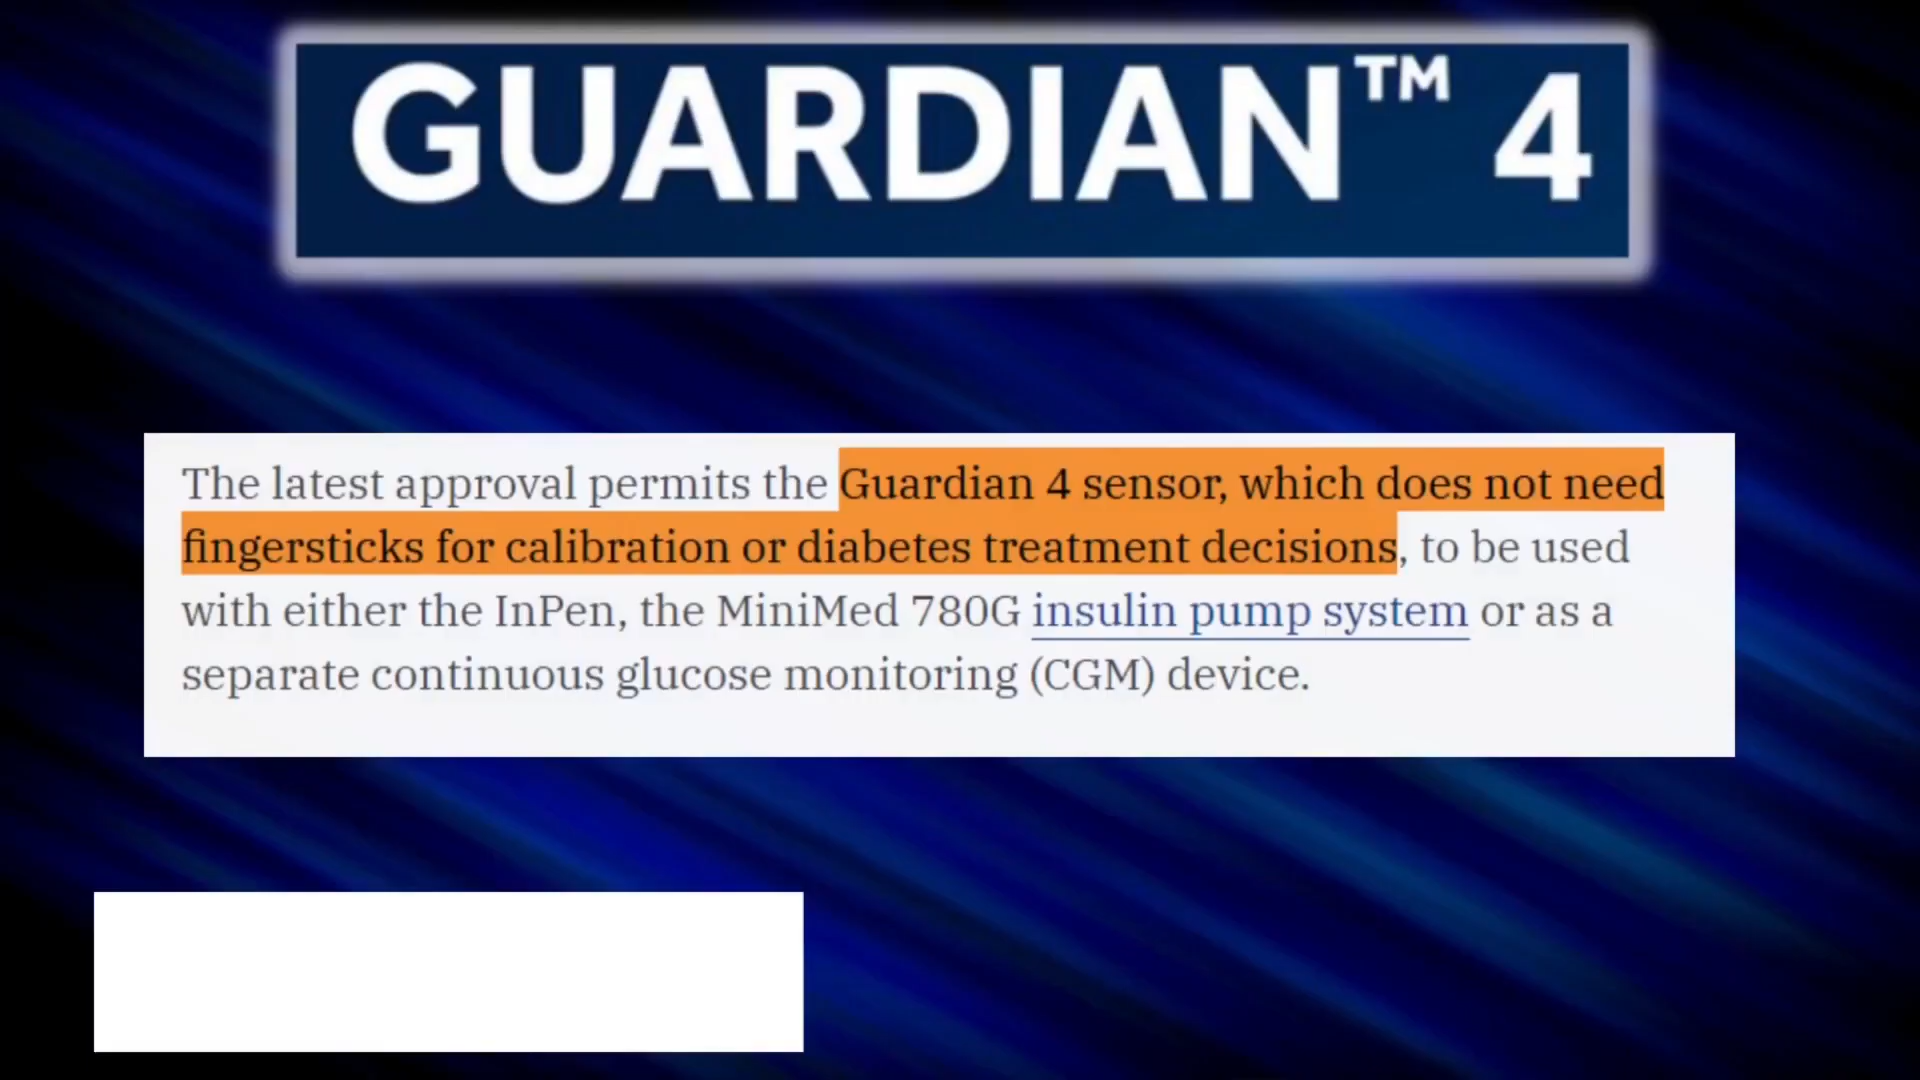 GUARDIAN™ 4
The latest approval permits the Guardian 4 sensor, which does not need
fingersticks for calibration or diabetes treatment decisions, to be used
with either the InPen, the MiniMed 780G insulin pump system or as a
separate continuous glucose monitoring (CGM) device.